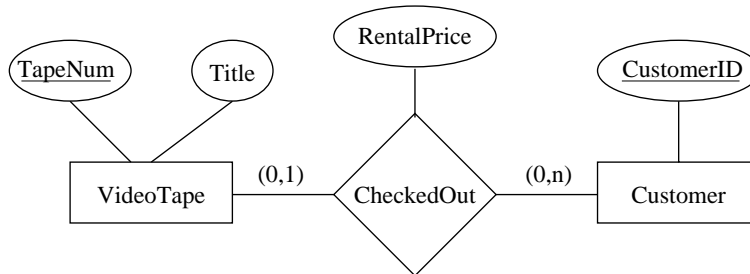 RentalPrice
TapeNum
Title
CustomerID
(0,1)
(0,n)
VideoTape
CheckedOut
Customer